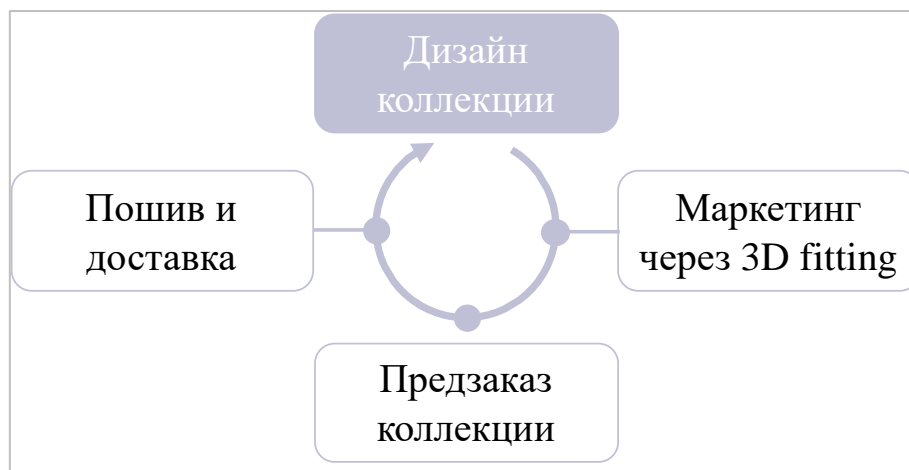 Дизайн
коллекции
Пошив и
доставка
Маркетинг
через 3D fitting
Предзаказ
коллекции